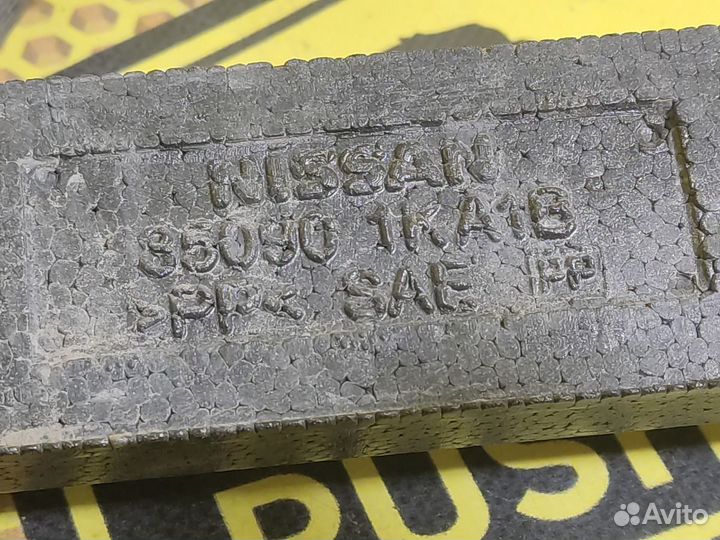 NISSAN
85090 1KA1B
>PP< SAE PP
Avito